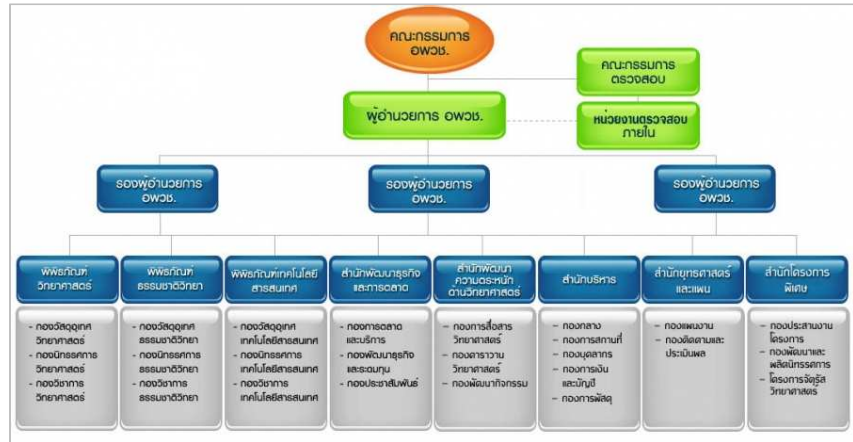 คณะกรรมการ
อพวช.
คณะกรรมการ
ตรวจสอบ
ผู้อำนวยการ อพวช.
หน่วยงานตรวจสอบ
ภายใน
รองผู้อำนวยการ
อพวช.
รองผู้อำนวยการ
อพวช.
รองผู้อำนวยการ
อพวช.
พิพิธภัณฑ์
วิทยาศาสตร์
พิพิธภัณฑ์
ธรรมชาติวิทยา
พิพิธภัณฑ์เทคโนโลยี
สารสนเทศ
สำนักพัฒนาธุรกิจ
และการตลาด
สำนักพัฒนา
ความตระหนัก
ด้านวิทยาศาสตร์
สำนักบริหาร
สำนักยุทธศาสตร์
และแผน
สำนักโครงการ
พิเศษ
- กองวัสดุอุเทศ
วิทยาศาสตร์
- กองนิทรรศการ
วิทยาศาสตร์
- กองวิชาการ
วิทยาศาสตร์
- กองวัสดุอุเทศ
ธรรมชาติวิทยา
- กองนิทรรศการ
ธรรมชาติวิทยา
- กองวิชาการ
ธรรมชาติวิทยา
- กองวัสดุอุเทศ
เทคโนโลยีสารสนเทศ
- กองนิทรรศการ
เทคโนโลยีสารสนเทศ
- กองวิชาการ
เทคโนโลยีสารสนเทศ
- กองการตลาด
และบริการ
- กองพัฒนาธุรกิจ
และระดมทุน
- กองประชาสัมพันธ์
- กองการสื่อสาร
วิทยาศาสตร์
- กองคาราวาน
วิทยาศาสตร์
- กองพัฒนากิจกรรม
- กองกลาง
- กองการสถานที่
- กองบุคลากร
- กองการเงิน
และบัญชี
- กองการพัสดุ
- กองแผนงาน
- กองติดตามและ
ประเมินผล
- กองประสานงาน
โครงการ
- กองพัฒนาและ
ผลิตนิทรรศการ
- โครงการจัตุรัส
วิทยาศาสตร์